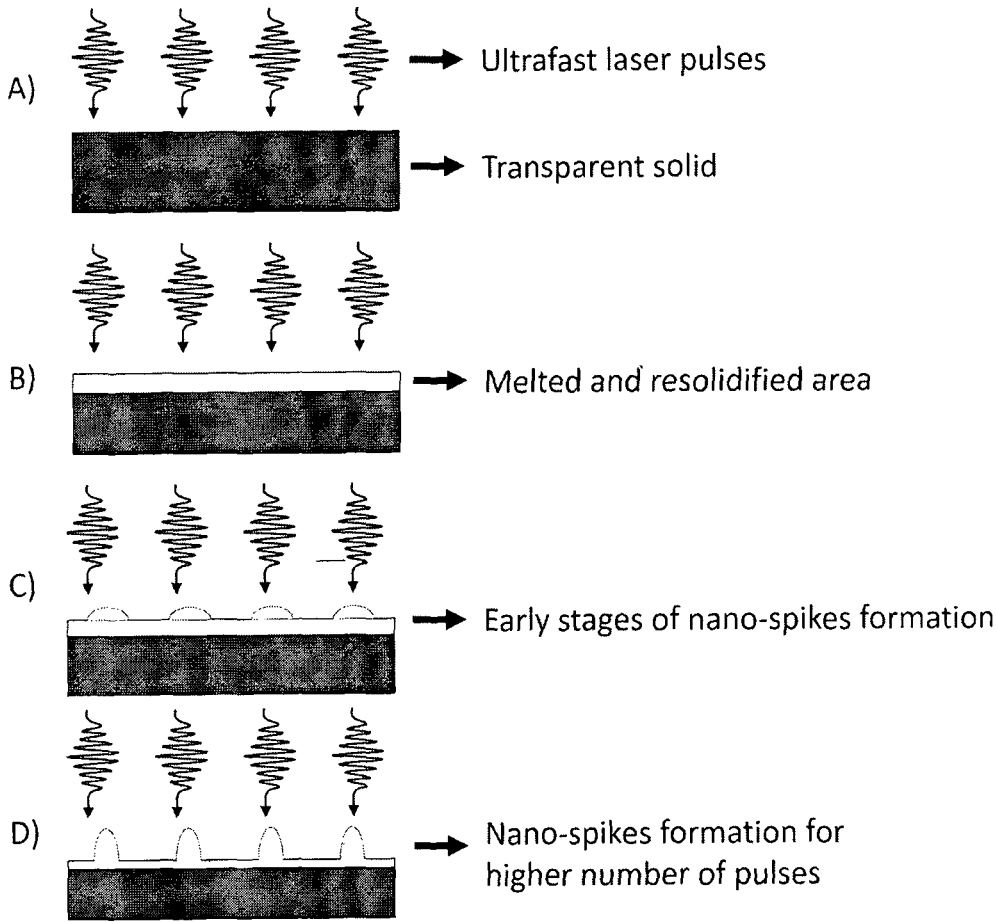 A)
Ultrafast laser pulses
Transparent solid
B)
Melted and resolidified area
C)
Early stages of nano-spikes formation
D)
Nano-spikes formation for
higher number of pulses